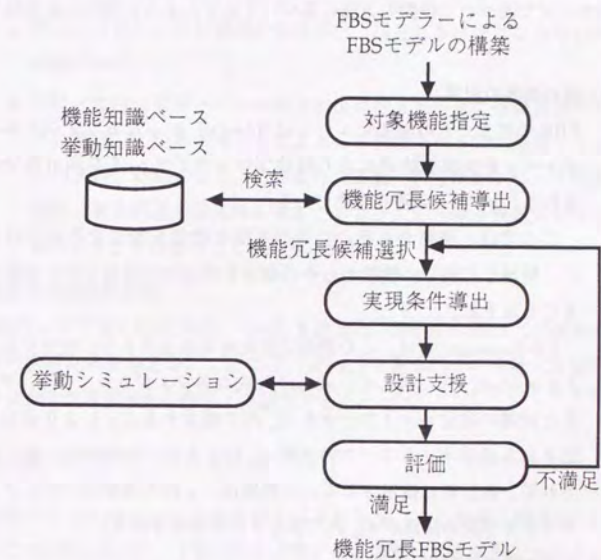 FBSモデラーによる
FBSモデルの構築
対象機能指定
機能知識ベース
挙動知識ベース
検索
機能冗長候補導出
機能冗長候補選択
実現条件導出
挙動シミュレーション
設計支援
評価
不満足
満足
機能冗長FBSモデル